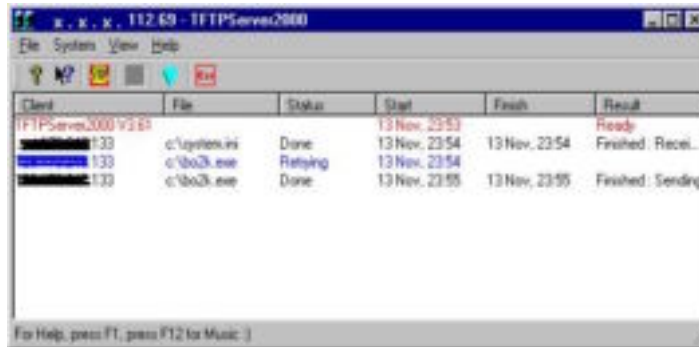 x . x . x . 112.69 - TFTPServer2000
File System View Help
Client File Status Start Finish Result
TFTPServer2000 V3.61 13 Nov, 23:53 Ready
133 c:\system.ini Done 13 Nov, 23:54 13 Nov, 23:54 Finished : Recei..
133 c:\bo2k.exe Retrying 13 Nov, 23:54
133 c:\bo2k.exe Done 13 Nov, 23:55 13 Nov, 23:55 Finished : Sending
For Help, press F1, press F12 for Music :)